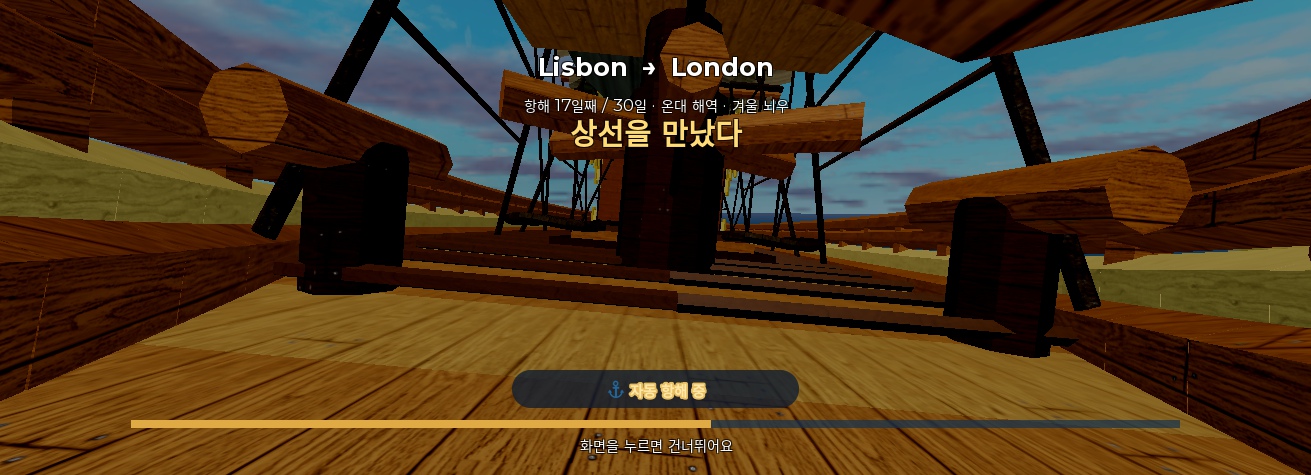 Lisbon → London
항해 17일째 / 30일 · 온대 해역 · 겨울 뇌우
상선을 만났다
⚓ 자동 항해 중
화면을 누르면 건너뛰어요